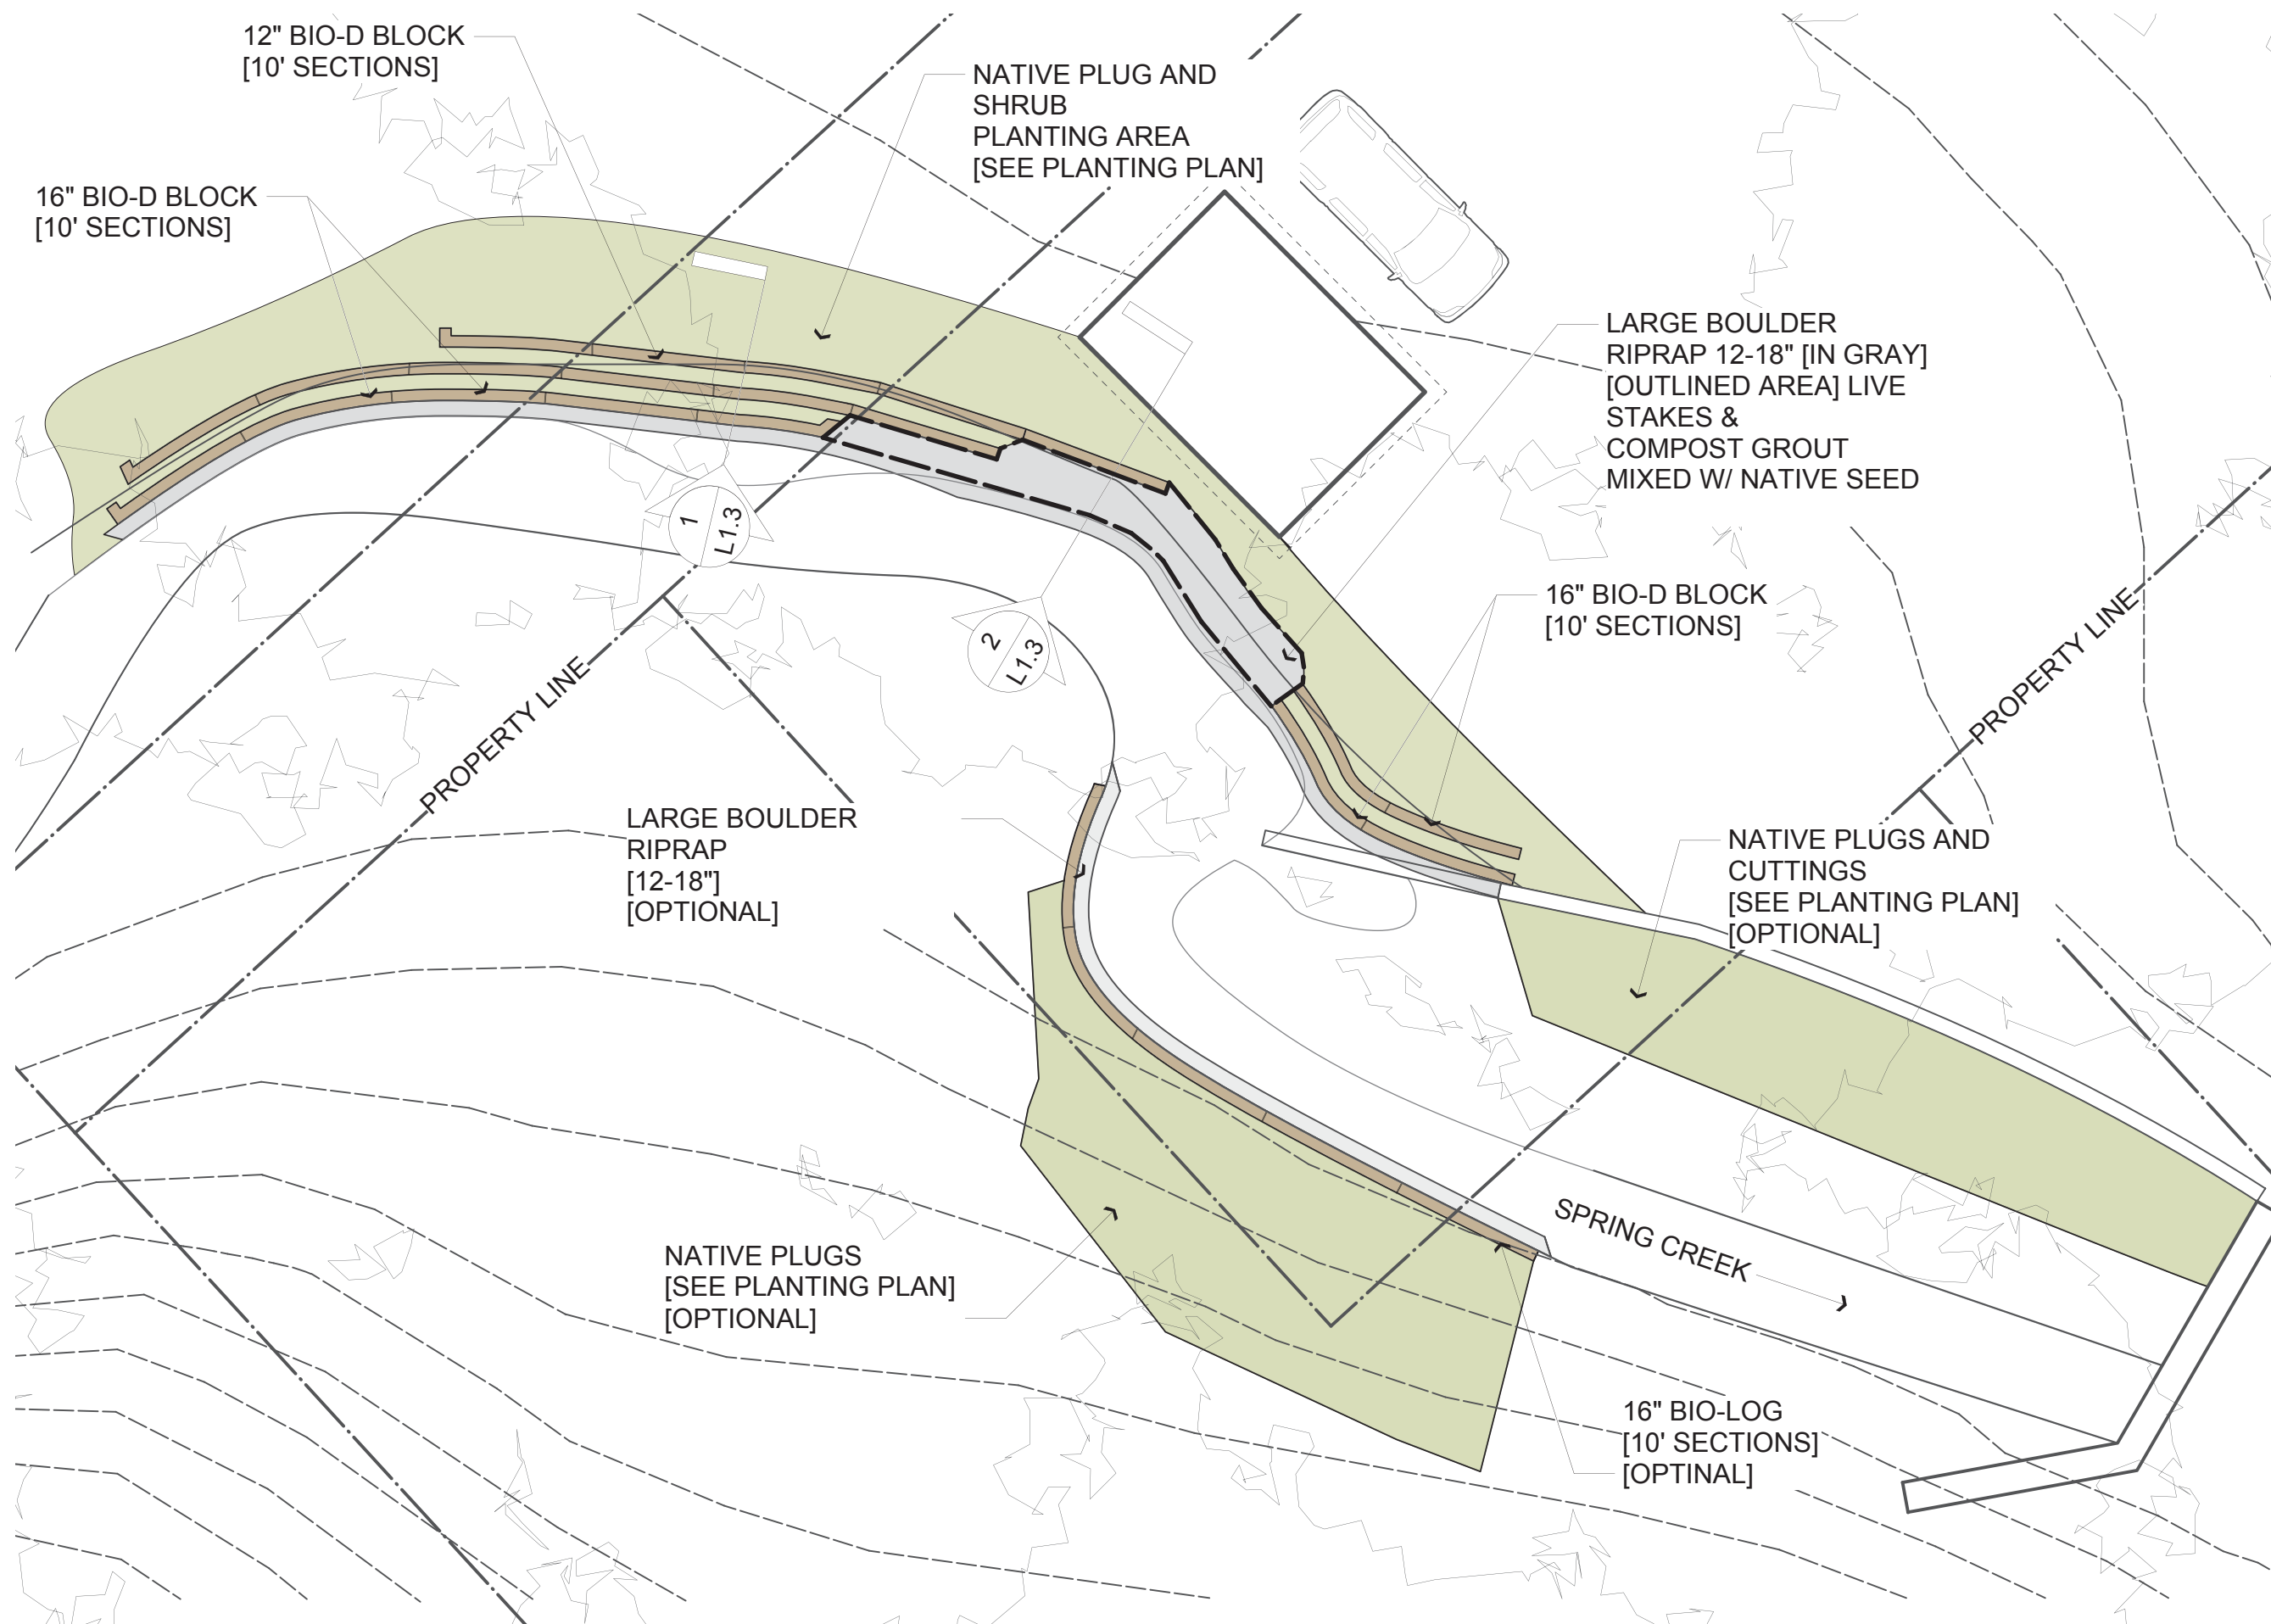 12" BIO-D BLOCK
[10' SECTIONS]
NATIVE PLUG AND
SHRUB
PLANTING AREA
[SEE PLANTING PLAN]
16" BIO-D BLOCK
[10' SECTIONS]
LARGE BOULDER
RIPRAP 12-18" [IN GRAY]
[OUTLINED AREA] LIVE
STAKES &
COMPOST GROUT
MIXED W/ NATIVE SEED
1
L1.3
2
L1.3
16" BIO-D BLOCK
[10' SECTIONS]
PROPERTY LINE
PROPERTY LINE
LARGE BOULDER
RIPRAP
[12-18"]
[OPTIONAL]
NATIVE PLUGS AND
CUTTINGS
[SEE PLANTING PLAN]
[OPTIONAL]
SPRING CREEK
NATIVE PLUGS
[SEE PLANTING PLAN]
[OPTIONAL]
16" BIO-LOG
[10' SECTIONS]
[OPTINAL]